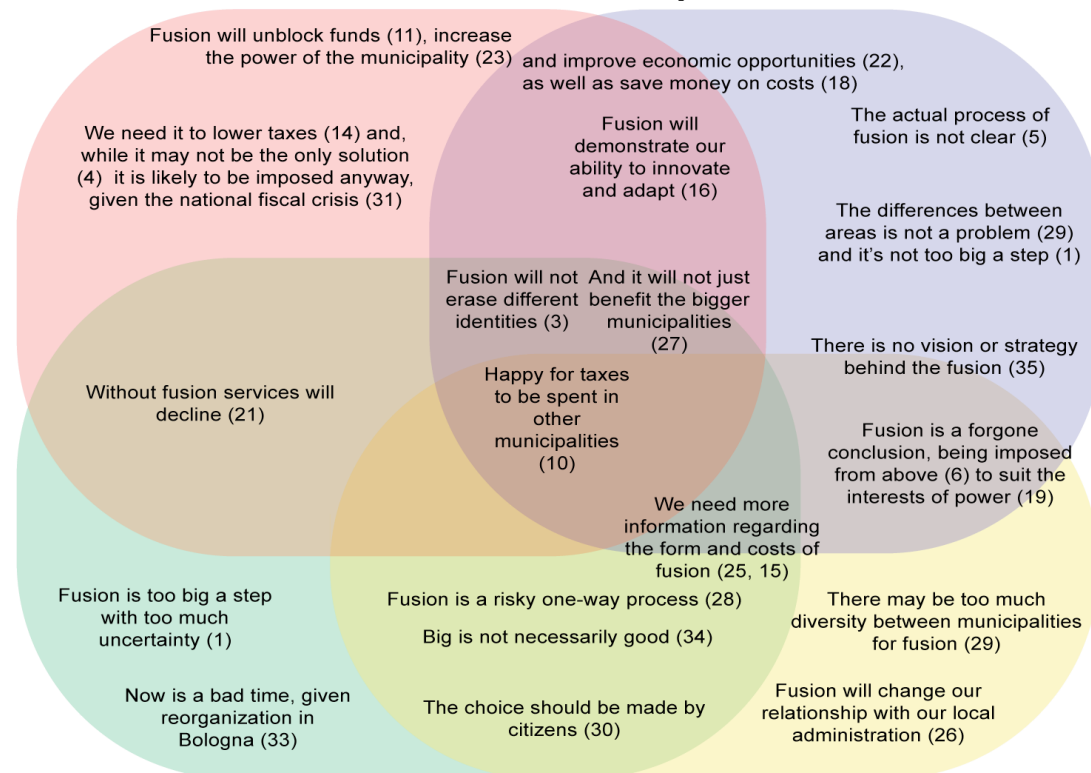 Fusion will unblock funds (11), increase
the power of the municipality (23)
and improve economic opportunities (22),
as well as save money on costs (18)
We need it to lower taxes (14) and,
while it may not be the only solution
(4) it is likely to be imposed anyway,
given the national fiscal crisis (31)
Fusion will
demonstrate our
ability to innovate
and adapt (16)
The actual process of
fusion is not clear (5)
The differences between
areas is not a problem (29)
and it's not too big a step (1)
Fusion will not
erase different
identities (3)
And it will not just
benefit the bigger
municipalities
(27)
There is no vision or strategy
behind the fusion (35)
Without fusion services will
decline (21)
Happy for taxes
to be spent in
other
municipalities
(10)
Fusion is a forgone
conclusion, being imposed
from above (6) to suit the
interests of power (19)
We need more
information regarding
the form and costs of
fusion (25, 15)
Fusion is too big a step
with too much
uncertainty (1)
Fusion is a risky one-way process (28)
Big is not necessarily good (34)
There may be too much
diversity between municipalities
for fusion (29)
Now is a bad time, given
reorganization in
Bologna (33)
The choice should be made by
citizens (30)
Fusion will change our
relationship with our local
administration (26)